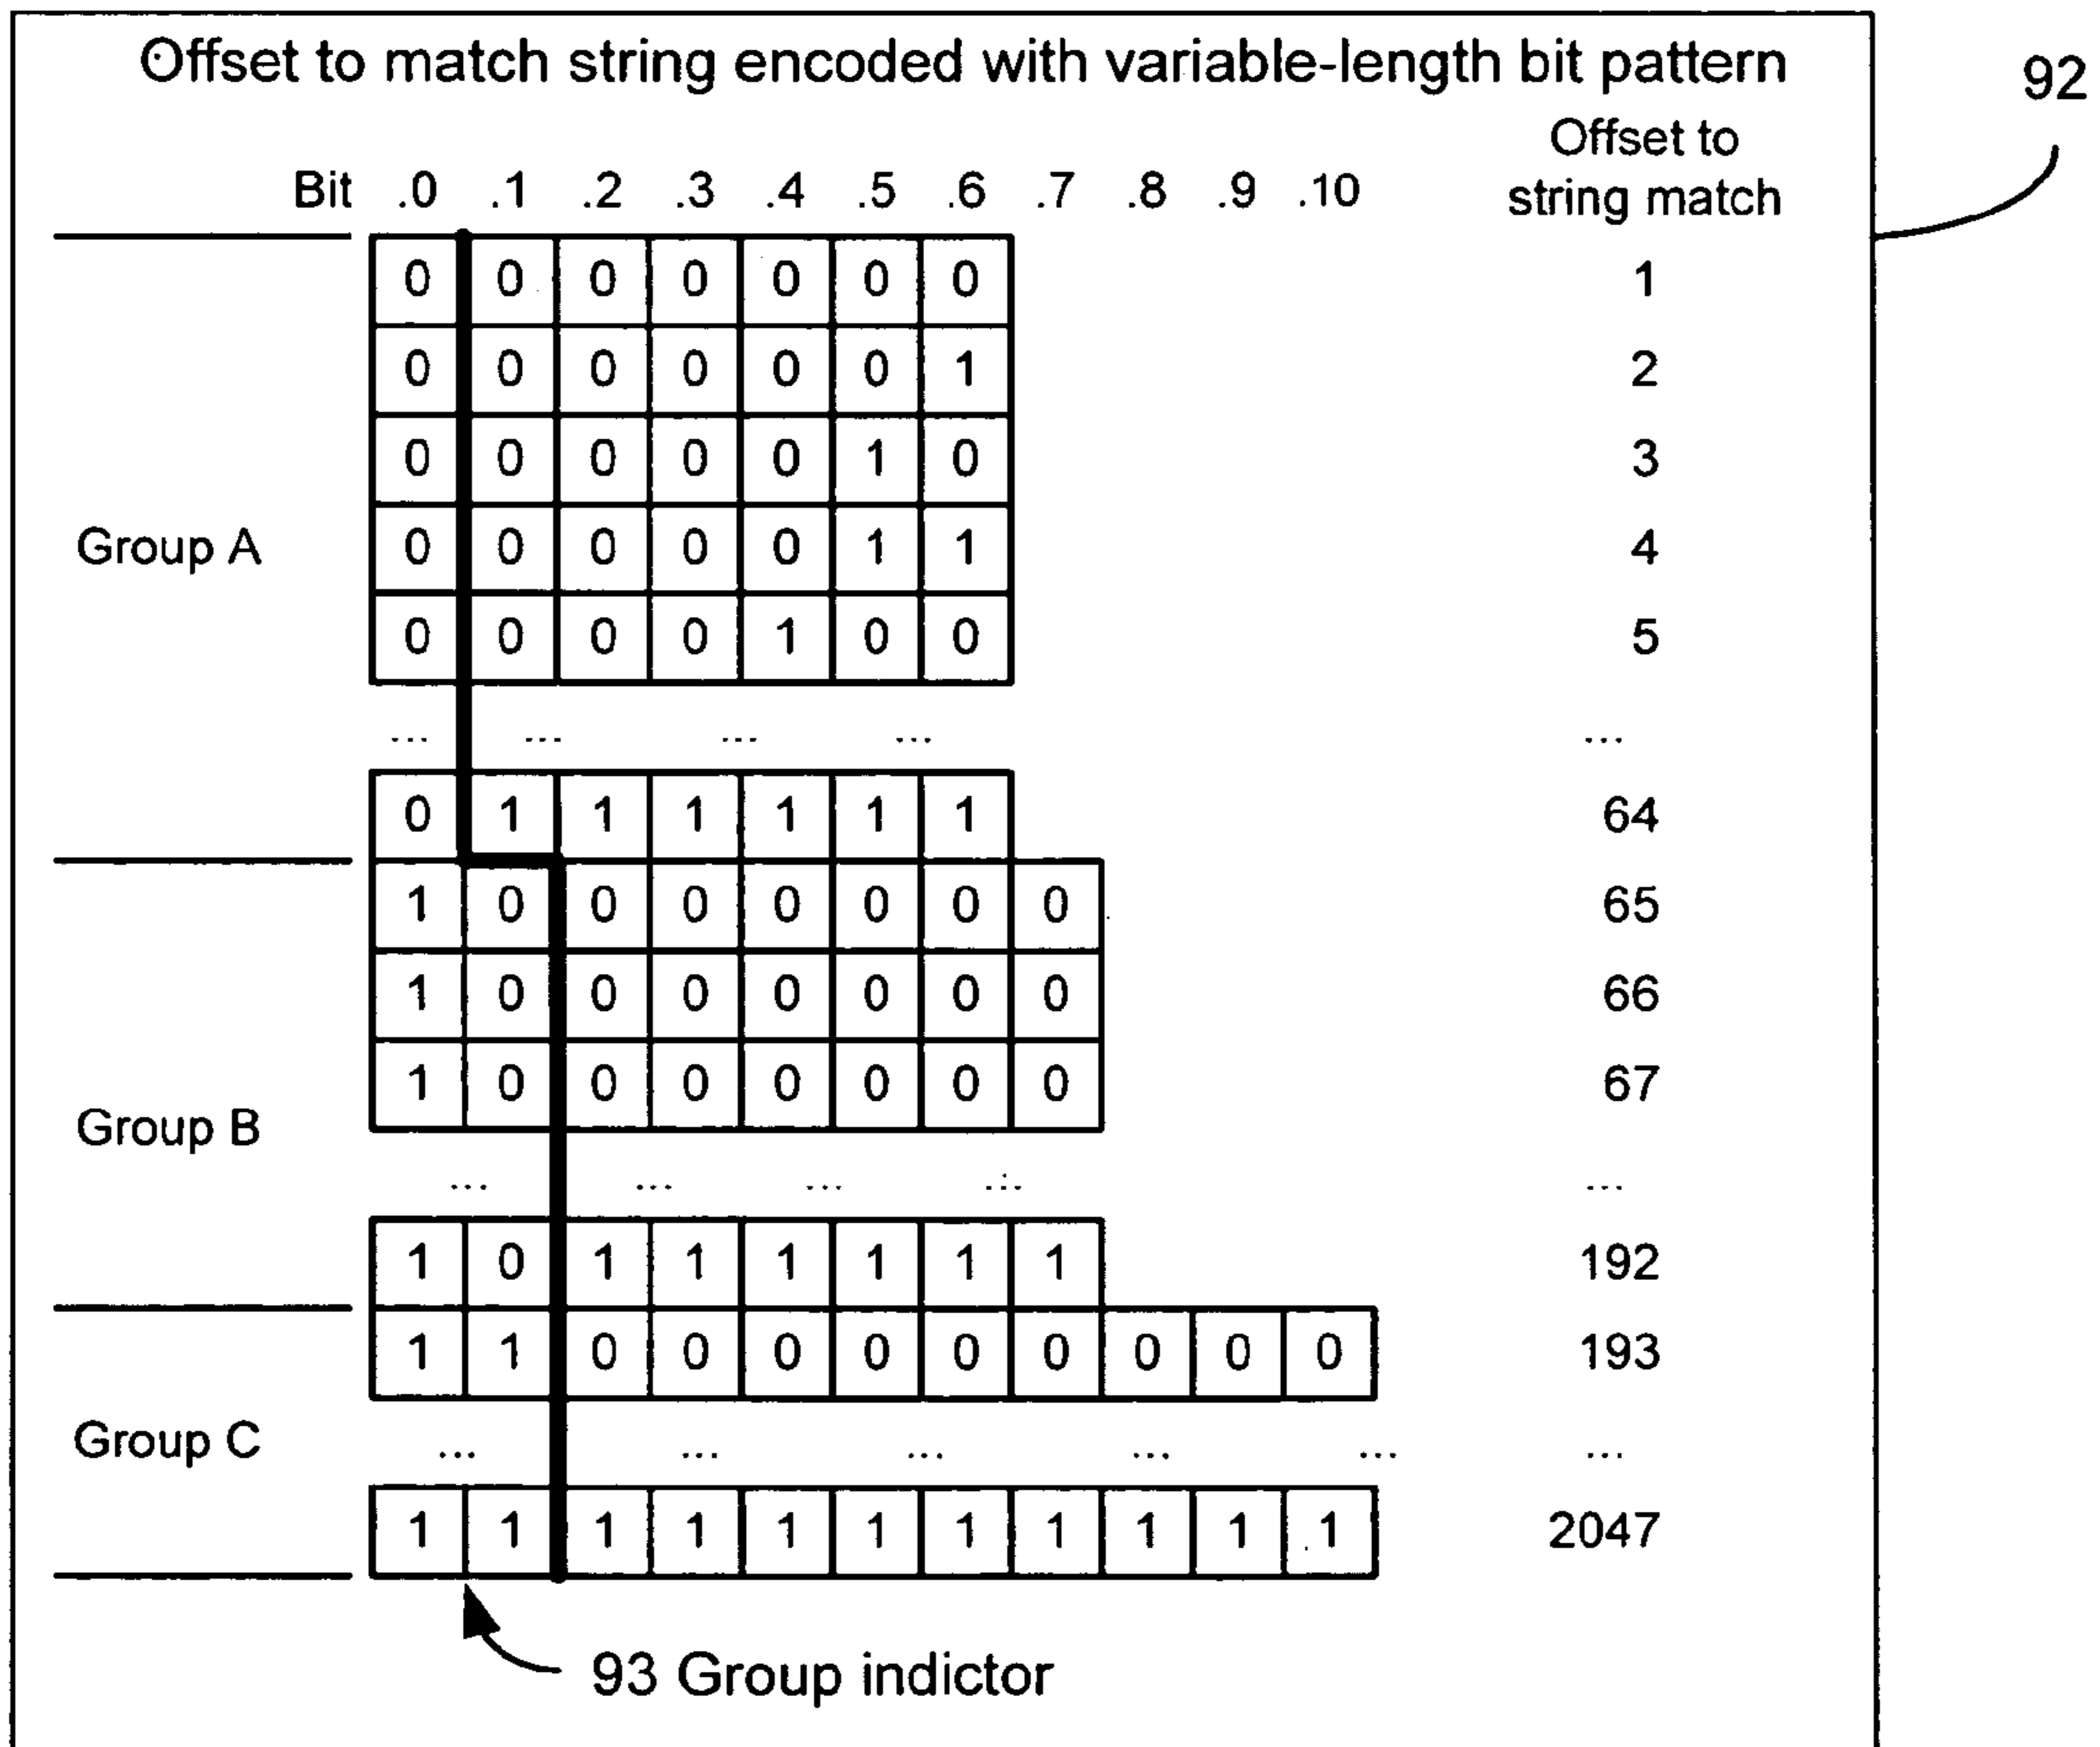 Offset to match string encoded with variable-length bit pattern
92
Offset to
string match
Bit .0 .1 .2 .3 .4 .5 .6 .7 .8 .9 .10
0 0 0 0 0 0 0 1
0 0 0 0 0 0 1 2
0 0 0 0 0 1 0 3
Group A 0 0 0 0 0 1 1 4
0 0 0 0 1 0 0 5
... ... ... ... ...
0 1 1 1 1 1 1 64
1 0 0 0 0 0 0 0 65
1 0 0 0 0 0 0 0 66
1 0 0 0 0 0 0 0 67
Group B
... ... ... ... ...
1 0 1 1 1 1 1 1 192
1 1 0 0 0 0 0 0 0 0 0 193
Group C ... ... ... ... ... ...
1 1 1 1 1 1 1 1 1 1 1 2047
93 Group indictor